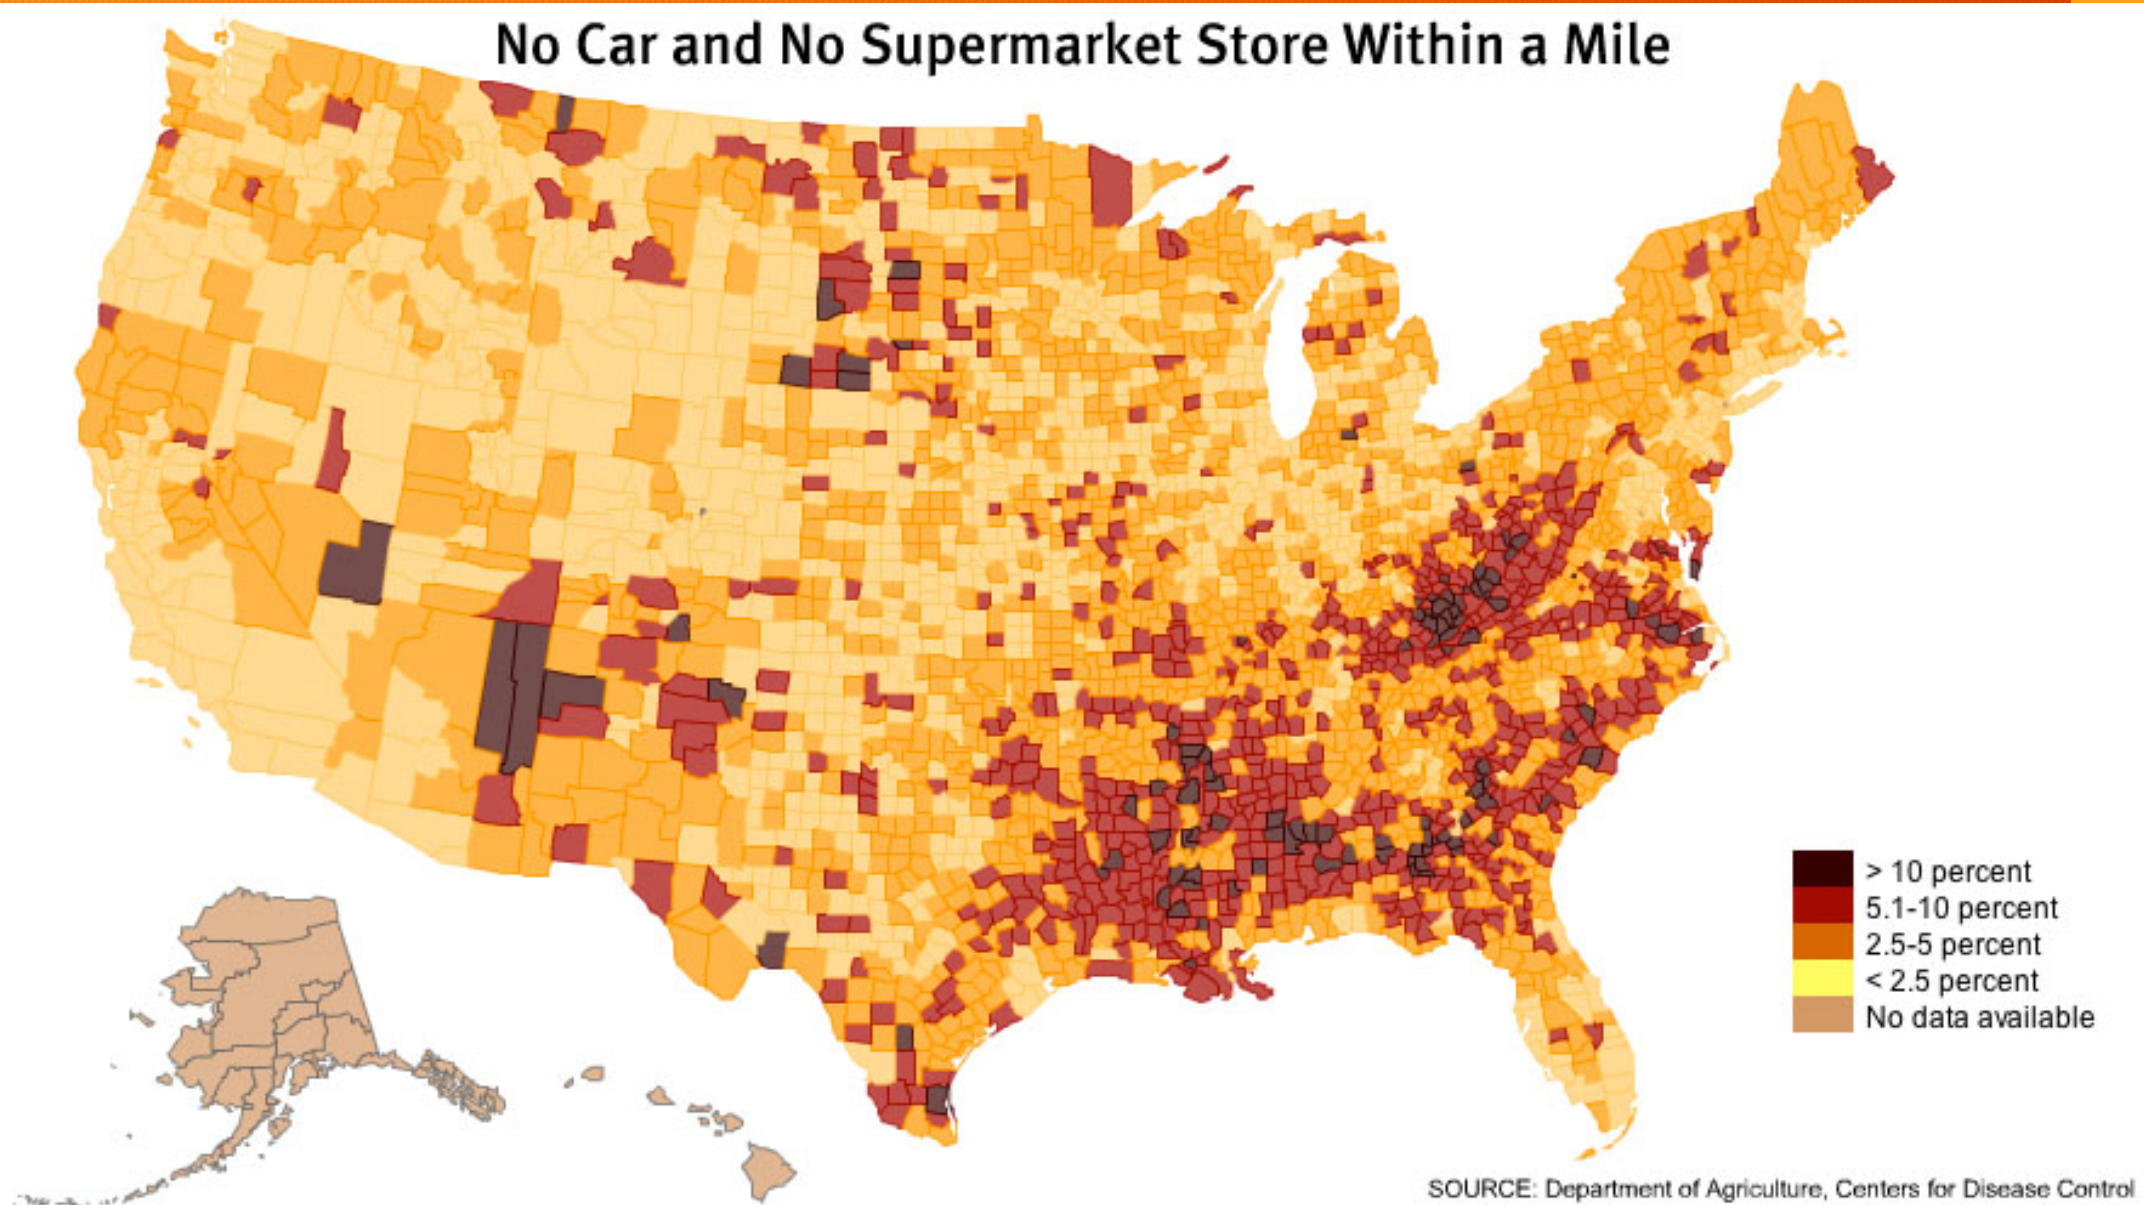 No Car and No Supermarket Store Within a Mile
> 10 percent
5.1-10 percent
2.5-5 percent
< 2.5 percent
No data available
SOURCE: Department of Agriculture, Centers for Disease Control